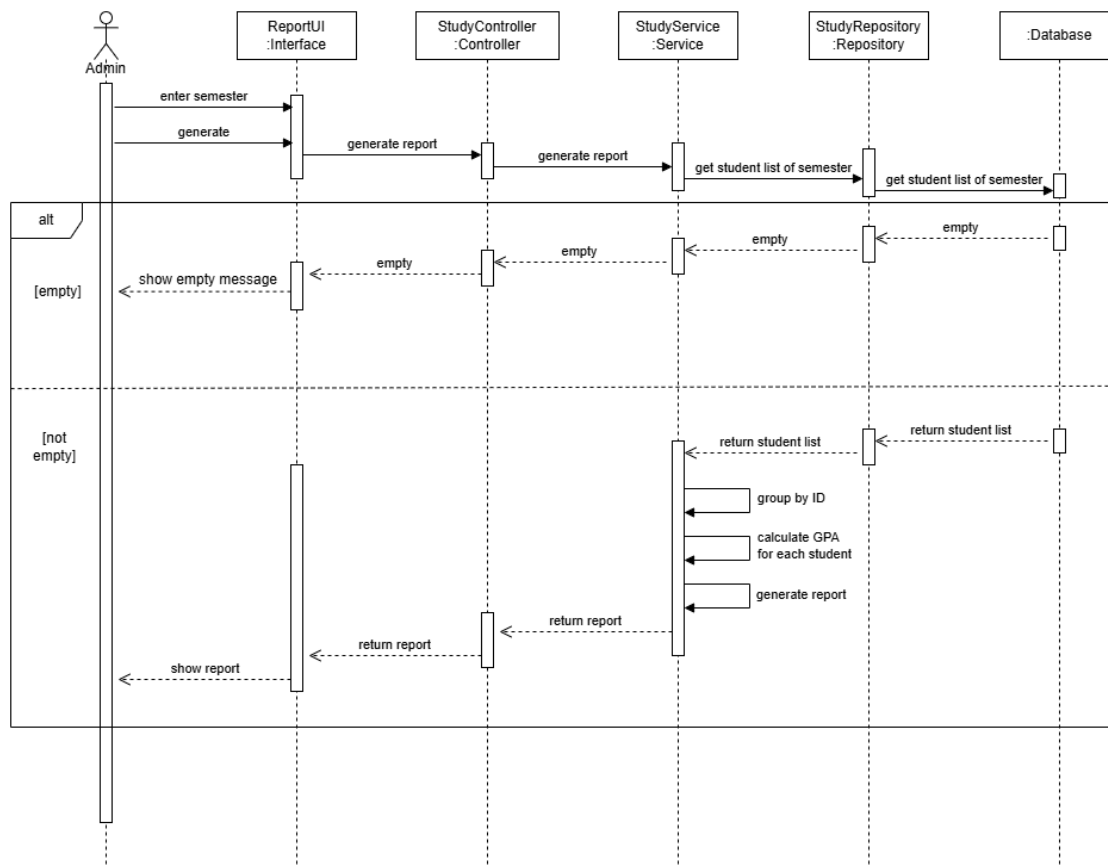 ReportUI
:Interface
StudyController
:Controller
StudyService
:Service
StudyRepository
:Repository
:Database
Admin
enter semester
generate
generate report
generate report
get student list of semester
get student list of semester
alt
empty
empty
empty
empty
show empty message
[empty]
[not
empty]
return student list
return student list
group by ID
calculate GPA
for each student
generate report
return report
return report
show report